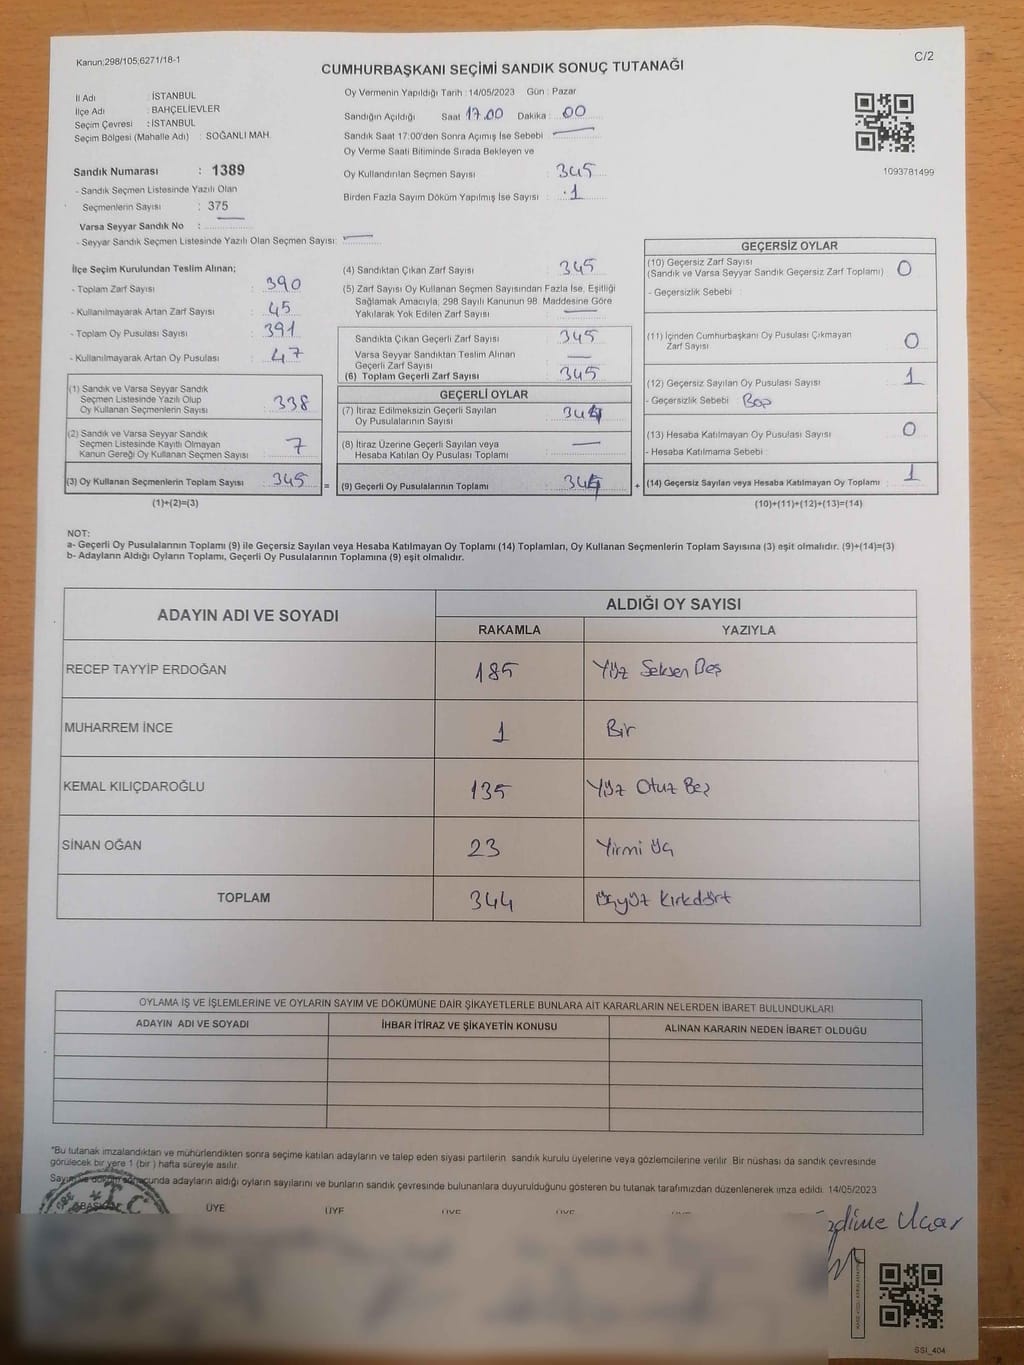 Kanun;298/105;6271/18-1
C/2
CUMHURBAŞKANI SEÇİMİ SANDIK SONUÇ TUTANAĞI
İl Adı : İSTANBUL
İlçe Adı : BAHÇELİEVLER
Seçim Çevresi : İSTANBUL
Seçim Bölgesi (Mahalle Adı) : SOĞANLI MAH.
Sandık Numarası : 1389
- Sandık Seçmen Listesinde Yazılı Olan
Seçmenlerin Sayısı : 375
Varsa Seyyar Sandık No :
- Seyyar Sandık Seçmen Listesinde Yazılı Olan Seçmen Sayısı:
Oy Vermenin Yapıldığı Tarih : 14/05/2023 Gün : Pazar
Sandığın Açıldığı Saat 17.00 Dakika : 00
Sandık Saat 17:00'den Sonra Açımış İse Sebebi
Oy Verme Saati Bitiminde Sırada Bekleyen ve
Oy Kullandırılan Seçmen Sayısı : 345
Birden Fazla Sayım Döküm Yapılmış İse Sayısı : 1
1093781499
İlçe Seçim Kurulundan Teslim Alınan;
- Toplam Zarf Sayısı : 390
- Kullanılmayarak Artan Zarf Sayısı : 45
- Toplam Oy Pusulası Sayısı : 391
- Kullanılmayarak Artan Oy Pusulası : 47
(1) Sandık ve Varsa Seyyar Sandık
Seçmen Listesinde Yazılı Olup
Oy Kullanan Seçmenlerin Sayısı : 338
(2) Sandık ve Varsa Seyyar Sandık
Seçmen Listesinde Kayıtlı Olmayan
Kanun Gereği Oy Kullanan Seçmen Sayısı : 7
(3) Oy Kullanan Seçmenlerin Toplam Sayısı : 345 =
(1)+(2)=(3)
(4) Sandıktan Çıkan Zarf Sayısı : 345
(5) Zarf Sayısı Oy Kullanan Seçmen Sayısından Fazla İse, Eşitliği
Sağlamak Amacıyla, 298 Sayılı Kanunun 98. Maddesine Göre
Yakılarak Yok Edilen Zarf Sayısı :
Sandıkta Çıkan Geçerli Zarf Sayısı : 345
Varsa Seyyar Sandıktan Teslim Alınan
Geçerli Zarf Sayısı :
(6) Toplam Geçerli Zarf Sayısı : 345
GEÇERLİ OYLAR
(7) İtiraz Edilmeksizin Geçerli Sayılan
Oy Pusulalarının Sayısı : 344
(8) İtiraz Üzerine Geçerli Sayılan veya
Hesaba Katılan Oy Pusulası Toplamı :
(9) Geçerli Oy Pusulalarının Toplamı : 344 +
GEÇERSİZ OYLAR
(10) Geçersiz Zarf Sayısı
(Sandık ve Varsa Seyyar Sandık Geçersiz Zarf Toplamı) : 0
- Geçersizlik Sebebi :
(11) İçinden Cumhurbaşkanı Oy Pusulası Çıkmayan
Zarf Sayısı : 0
(12) Geçersiz Sayılan Oy Pusulası Sayısı : 1
- Geçersizlik Sebebi : Boş
(13) Hesaba Katılmayan Oy Pusulası Sayısı : 0
- Hesaba Katılmama Sebebi :
(14) Geçersiz Sayılan veya Hesaba Katılmayan Oy Toplamı : 1
(10)+(11)+(12)+(13)=(14)
NOT:
a- Geçerli Oy Pusulalarının Toplamı (9) ile Geçersiz Sayılan veya Hesaba Katılmayan Oy Toplamı (14) Toplamları, Oy Kullanan Seçmenlerin Toplam Sayısına (3) eşit olmalıdır. (9)+(14)=(3)
b- Adayların Aldığı Oyların Toplamı, Geçerli Oy Pusulalarının Toplamına (9) eşit olmalıdır.
ADAYIN ADI VE SOYADI ALDIĞI OY SAYISI
RAKAMLA YAZIYLA
RECEP TAYYİP ERDOĞAN 185 Yüz Seksen Beş
MUHARREM İNCE 1 Bir
KEMAL KILIÇDAROĞLU 135 Yüz Otuz Beş
SİNAN OĞAN 23 Yirmi üç
TOPLAM 344 Üçyüz Kırkdört
OYLAMA İŞ VE İŞLEMLERİNE VE OYLARIN SAYIM VE DÖKÜMÜNE DAİR ŞİKAYETLERLE BUNLARA AİT KARARLARIN NELERDEN İBARET BULUNDUKLARI
ADAYIN ADI VE SOYADI İHBAR İTİRAZ VE ŞİKAYETİN KONUSU ALINAN KARARIN NEDEN İBARET OLDUĞU
*Bu tutanak imzalandıktan ve mühürlendikten sonra seçime katılan adayların ve talep eden siyasi partilerin sandık kurulu üyelerine veya gözlemcilerine verilir. Bir nüshası da sandık çevresinde
görülecek bir yere 1 (bir) hafta süreyle asılır.
Sayım ve döküm sonucunda adayların aldığı oyların sayılarını ve bunların sandık çevresinde bulunanlara duyurulduğunu gösteren bu tutanak tarafımızdan düzenlenerek imza edildi. 14/05/2023
BAŞKAN ÜYE ÜYE ÜYE ÜYE
T.C.
Ucar
SSI_404